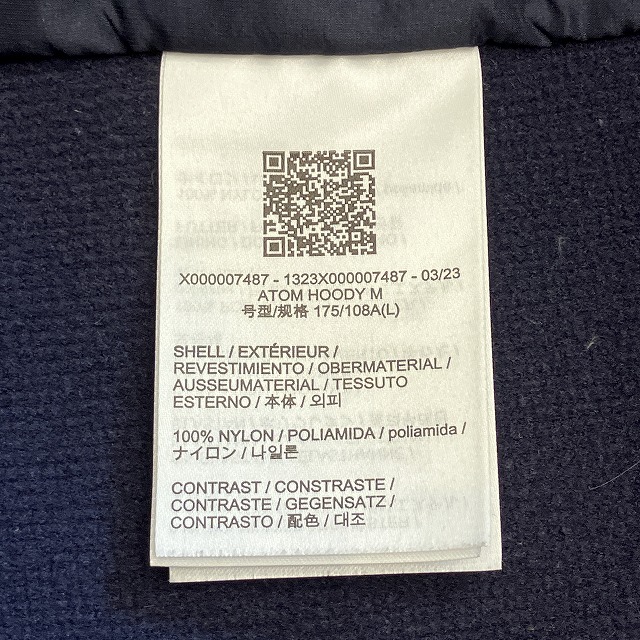 X000007487 - 1323X000007487 - 03/23
ATOM HOODY M
号型/规格 175/108A(L)
SHELL / EXTÉRIEUR /
REVESTIMIENTO / OBERMATERIAL /
AUSSEUMATERIAL / TESSUTO
ESTERNO / 本体 / 외피
100% NYLON / POLIAMIDA / poliamida /
ナイロン / 나일론
CONTRAST / CONSTRASTE /
CONTRASTE / GEGENSATZ /
CONTRASTO / 配色 / 대조